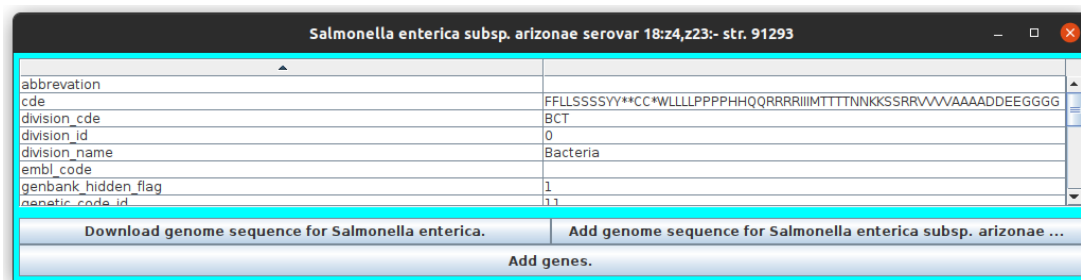 Salmonella enterica subsp. arizonae serovar 18:z4,z23:- str. 91293
abbrevation
cde FFLLSSSSYY**CC*WLLLLPPPPHHQQRRRRIIIMTTTTNNKKSSRRVVVVAAAADDEEGGGG
division_cde BCT
division_id 0
division_name Bacteria
embl_code
genbank_hidden_flag 1
genetic_code_id 11
Download genome sequence for Salmonella enterica. Add genome sequence for Salmonella enterica subsp. arizonae ...
Add genes.